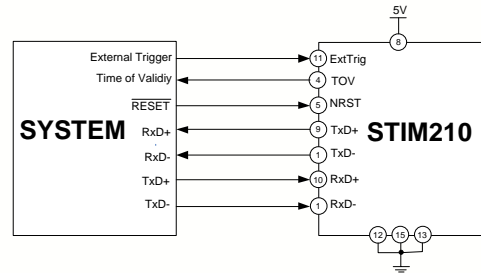 5V
8
External Trigger
11
ExtTrig
Time of Validiy
4
TOV
RESET
5
NRST
SYSTEM
RxD+
9
TxD+
STIM210
RxD-
1
TxD-
TxD+
10
RxD+
TxD-
1
RxD-
12
15
13